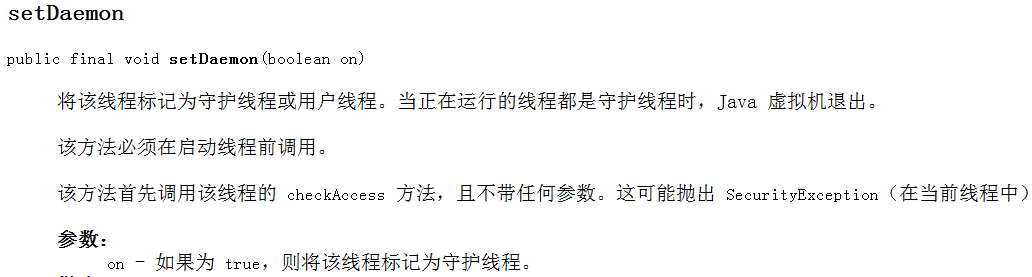 setDaemon
public final void setDaemon(boolean on)
将该线程标记为守护线程或用户线程。当正在运行的线程都是守护线程时，Java 虚拟机退出。
该方法必须在启动线程前调用。
该方法首先调用该线程的 checkAccess 方法，且不带任何参数。这可能抛出 SecurityException（在当前线程中）
参数：
on - 如果为 true，则将该线程标记为守护线程。